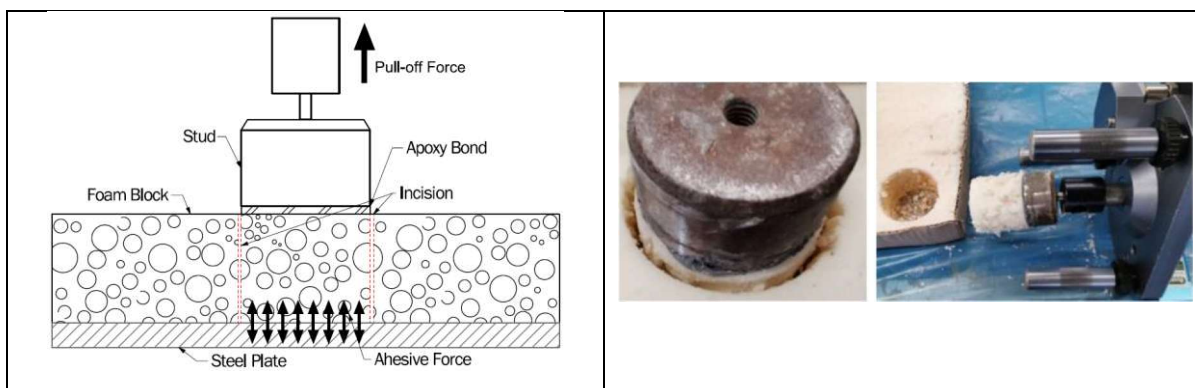 Pull-off Force
Stud
Apoxy Bond
Incision
Foam Block
Steel Plate
Ahesive Force